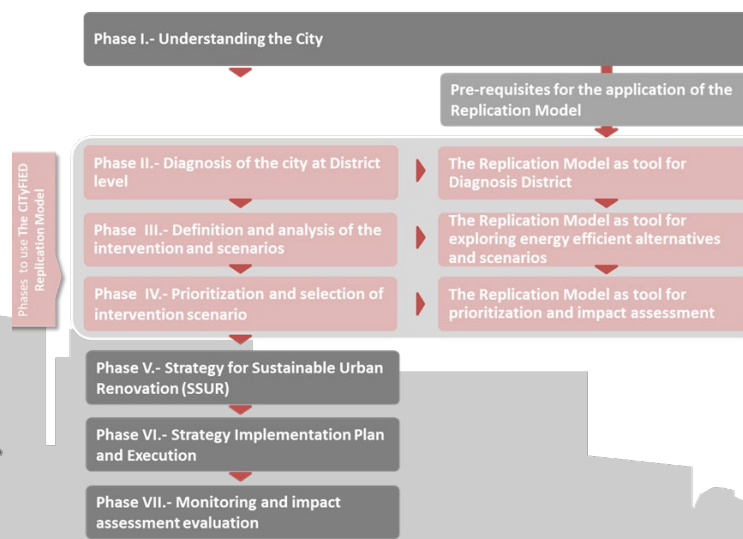 Phase I.- Understanding the City
Pre-requisites for the application of the
Replication Model
Phases to use The CITyFiED
Replication Model
Phase II.- Diagnosis of the city at District
level
The Replication Model as tool for
Diagnosis District
Phase  III.- Definition and analysis of the
intervention and scenarios
The Replication Model as tool for
exploring energy efficient alternatives
and scenarios
Phase  IV.- Prioritization and selection of
intervention scenario
The Replication Model as tool for
prioritization and impact assessment
Phase V.- Strategy for Sustainable Urban
Renovation (SSUR)
Phase VI.- Strategy Implementation Plan
and Execution
Phase VII.- Monitoring and impact
assessment evaluation